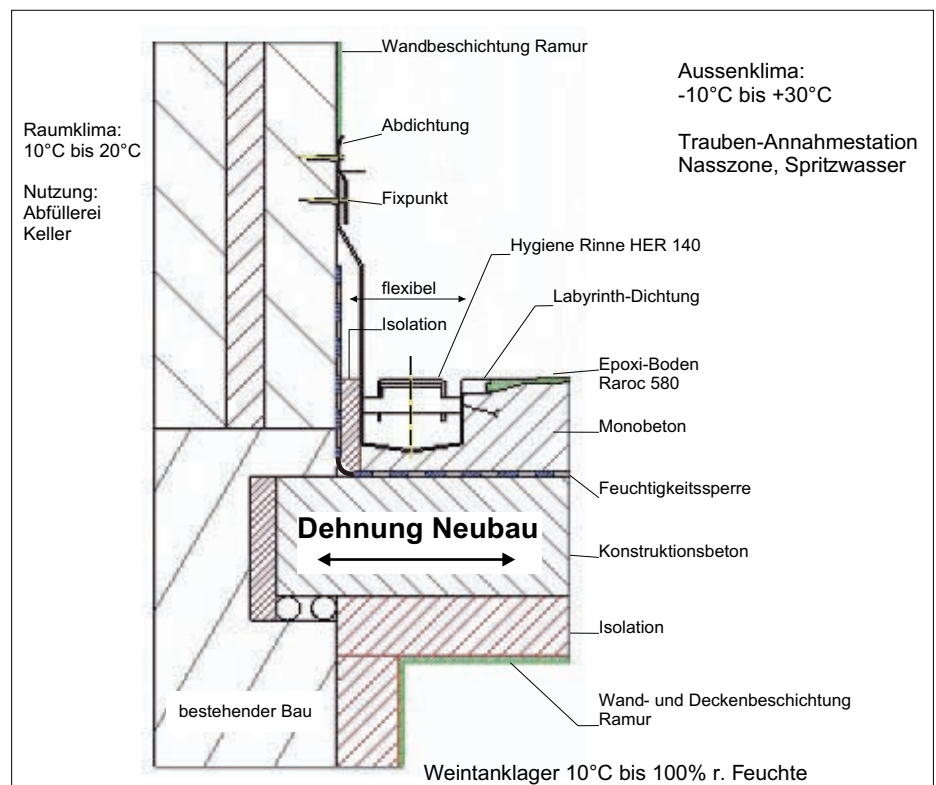 Wandbeschichtung Ramur
Aussenklima:
-10°C bis +30°C
Trauben-Annahmestation
Nasszone, Spritzwasser
Raumklima:
10°C bis 20°C
Nutzung:
Abfüllerei
Keller
Abdichtung
Fixpunkt
Hygiene Rinne HER 140
flexibel
Labyrinth-Dichtung
Isolation
Epoxi-Boden
Raroc 580
Monobeton
Feuchtigkeitssperre
Dehnung Neubau
Konstruktionsbeton
Isolation
bestehender Bau
Wand- und Deckenbeschichtung
Ramur
Weintanklager 10°C bis 100% r. Feuchte